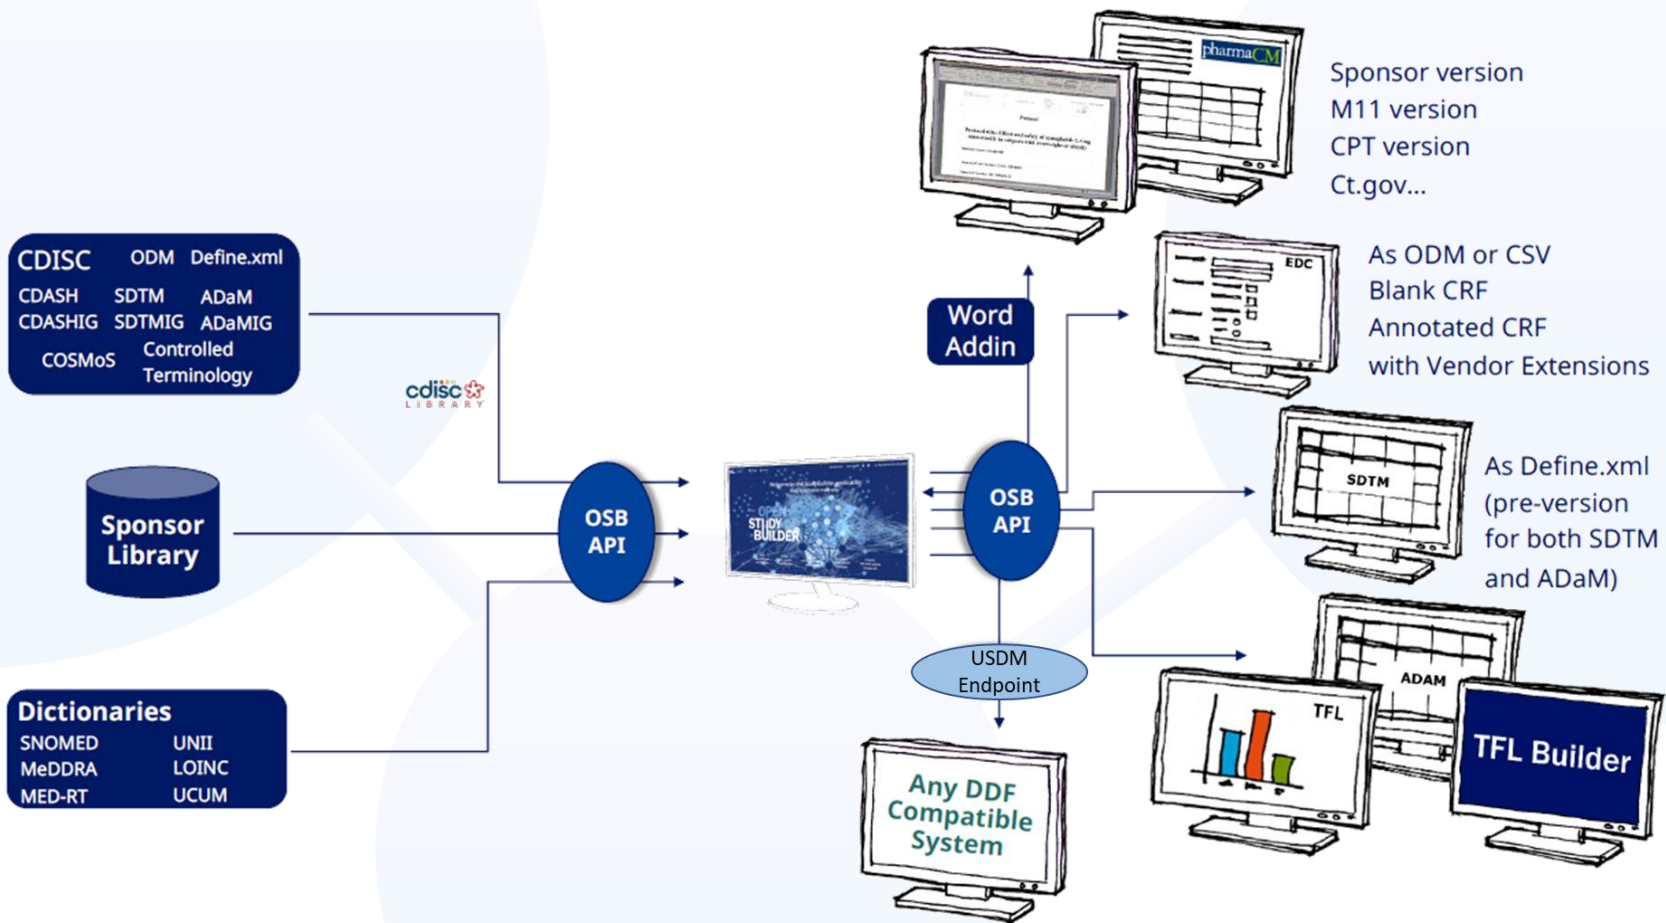 CDISC ODM Define.xml
CDASH SDTM ADaM
CDASHIG SDTMIG ADaMIG
COSMoS Controlled
Terminology
cdisc
LIBRARY
Sponsor
Library
Dictionaries
SNOMED UNII
MeDDRA LOINC
MED-RT UCUM
OSB
API
OPEN
STUDY
BUILDER
OSB
API
Word
Addin
USDM
Endpoint
Any DDF
Compatible
System
pharmaCM
Protocol
Sponsor version
M11 version
CPT version
Ct.gov...
EDC
As ODM or CSV
Blank CRF
Annotated CRF
with Vendor Extensions
SDTM
As Define.xml
(pre-version
for both SDTM
and ADaM)
ADAM
TFL
TFL Builder